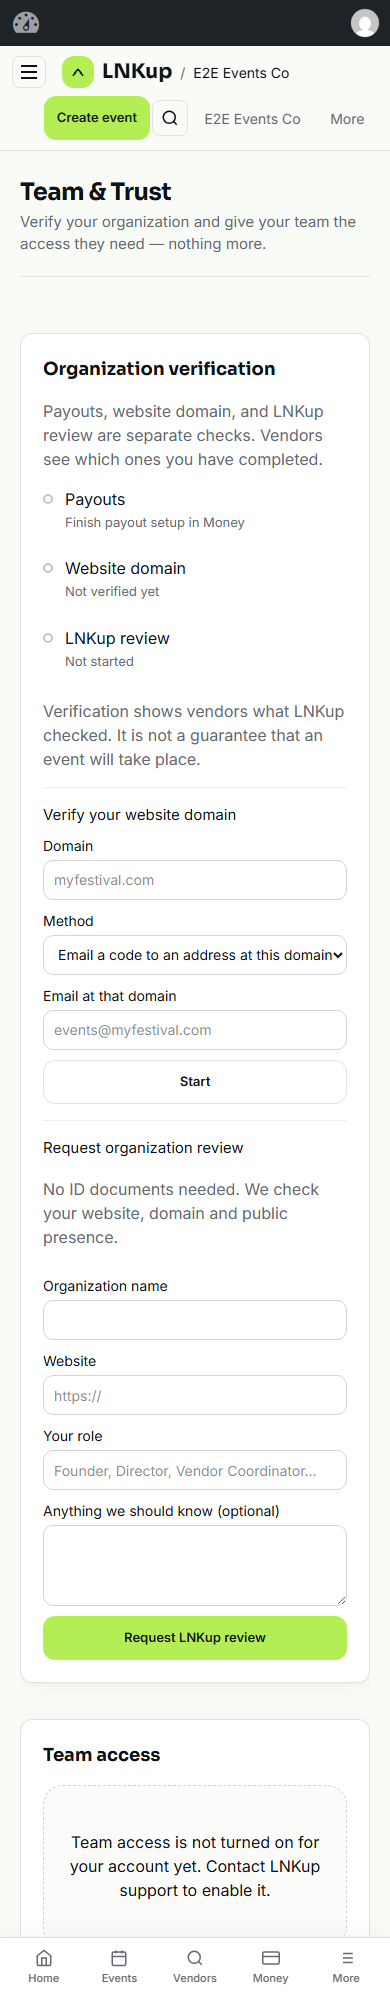 LNKup / E2E Events Co
Create event E2E Events Co More
Team & Trust
Verify your organization and give your team the
access they need — nothing more.
Organization verification
Payouts, website domain, and LNKup
review are separate checks. Vendors
see which ones you have completed.
Payouts
Finish payout setup in Money
Website domain
Not verified yet
LNKup review
Not started
Verification shows vendors what LNKup
checked. It is not a guarantee that an
event will take place.
Verify your website domain
Domain
myfestival.com
Method
Email a code to an address at this domain
Email at that domain
events@myfestival.com
Start
Request organization review
No ID documents needed. We check
your website, domain and public
presence.
Organization name
Website
https://
Your role
Founder, Director, Vendor Coordinator...
Anything we should know (optional)
Request LNKup review
Team access
Team access is not turned on for
your account yet. Contact LNKup
support to enable it.
Home Events Vendors Money More